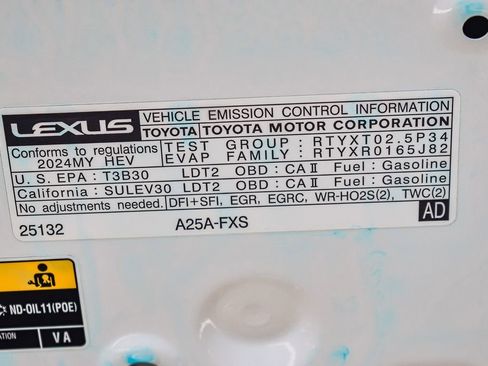 LEXUS VEHICLE EMISSION CONTROL INFORMATION
TOYOTA TOYOTA MOTOR CORPORATION
Conforms to regulations TEST GROUP : RTYXT02.5P34
2024MY HEV EVAP FAMILY : RTYXR0165J82
U.S. EPA : T3B30 LDT2 OBD : CA II Fuel : Gasoline
California : SULEV30 LDT2 OBD : CA II Fuel : Gasoline
No adjustments needed. DFI+SFI, EGR, EGRC, WR-HO2S(2), TWC(2)
25132 A25A-FXS AD
ND-OIL11(POE)
VA